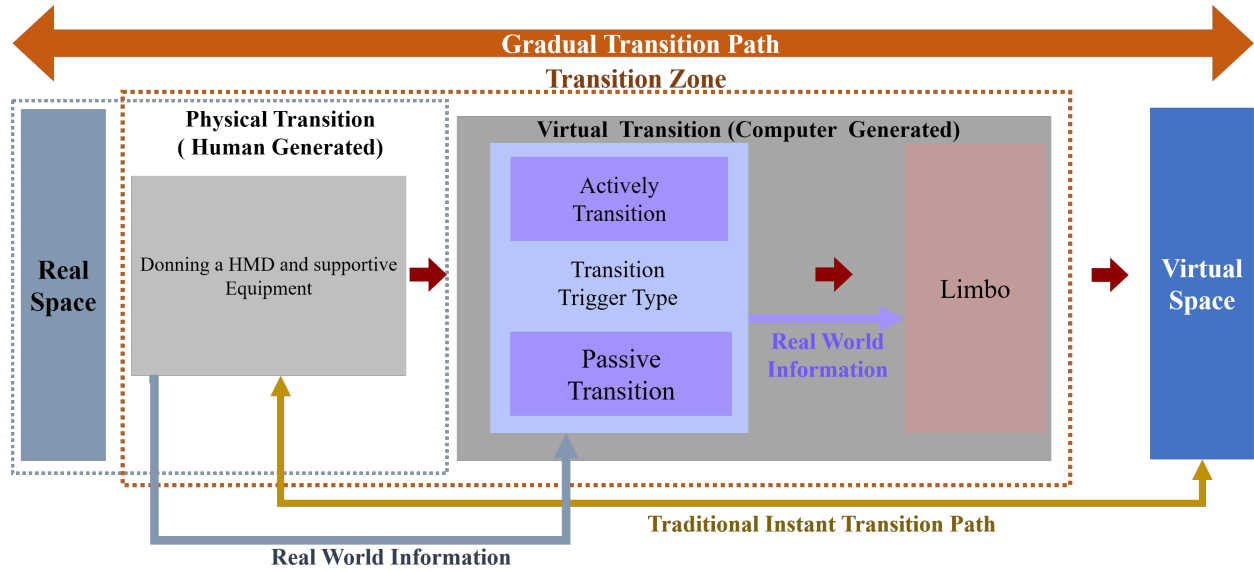 Gradual Transition Path
Transition Zone
Physical Transition
( Human Generated)
Virtual Transition (Computer Generated)
Real
Space
Donning a HMD and supportive
Equipment
Actively
Transition
Transition
Trigger Type
Passive
Transition
Real World
Information
Limbo
Virtual
Space
Traditional Instant Transition Path
Real World Information